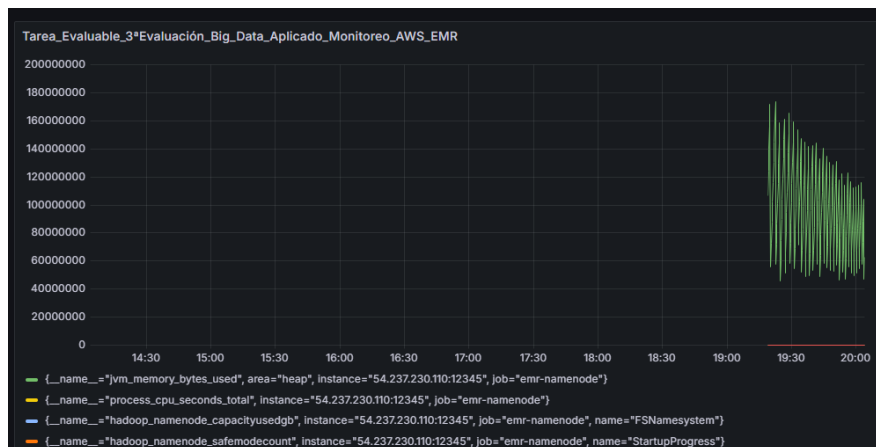 Tarea_Evaluable_3ªEvaluación_Big_Data_Aplicado_Monitoreo_AWS_EMR
200000000
180000000
160000000
140000000
120000000
100000000
80000000
60000000
40000000
20000000
0
14:30 15:00 15:30 16:00 16:30 17:00 17:30 18:00 18:30 19:00 19:30 20:00
{__name__="jvm_memory_bytes_used", area="heap", instance="54.237.230.110:12345", job="emr-namenode"}
{__name__="process_cpu_seconds_total", instance="54.237.230.110:12345", job="emr-namenode"}
{__name__="hadoop_namenode_capacityusedgb", instance="54.237.230.110:12345", job="emr-namenode", name="FSNamesystem"}
{__name__="hadoop_namenode_safemodecount", instance="54.237.230.110:12345", job="emr-namenode", name="StartupProgress"}